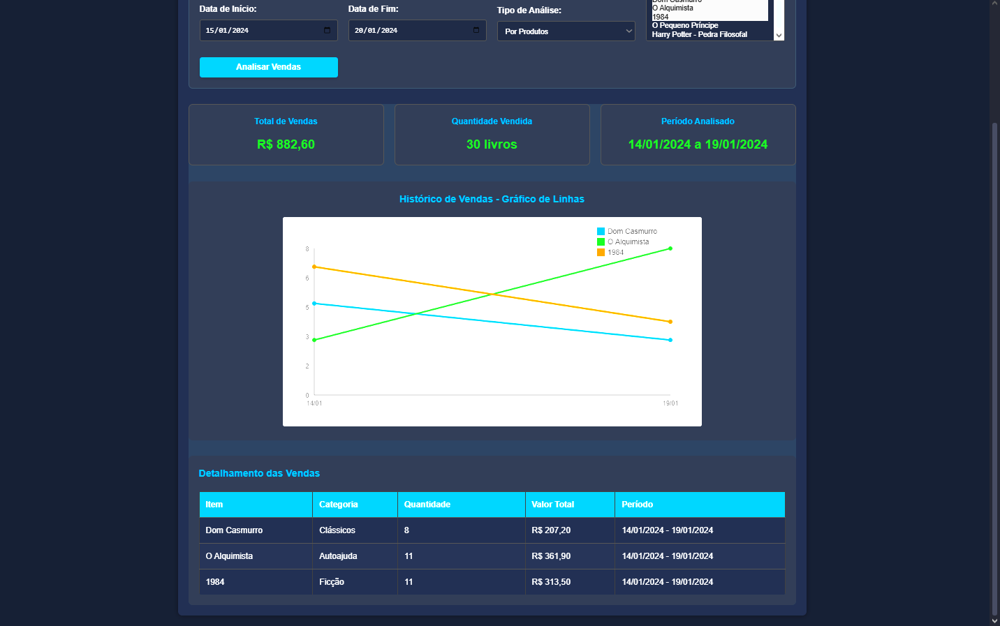 Data de Início:
Data de Fim:
Tipo de Análise:
Dom Casmurro
O Alquimista
1984
O Pequeno Príncipe
Harry Potter - Pedra Filosofal
15/01/2024
20/01/2024
Por Produtos
Analisar Vendas
Total de Vendas
R$ 882,60
Quantidade Vendida
30 livros
Período Analisado
14/01/2024 a 19/01/2024
Histórico de Vendas - Gráfico de Linhas
Dom Casmurro
O Alquimista
1984
8
6
5
3
2
0
14/01
19/01
Detalhamento das Vendas
Item Categoria Quantidade Valor Total Período
Dom Casmurro Clássicos 8 R$ 207,20 14/01/2024 - 19/01/2024
O Alquimista Autoajuda 11 R$ 361,90 14/01/2024 - 19/01/2024
1984 Ficção 11 R$ 313,50 14/01/2024 - 19/01/2024